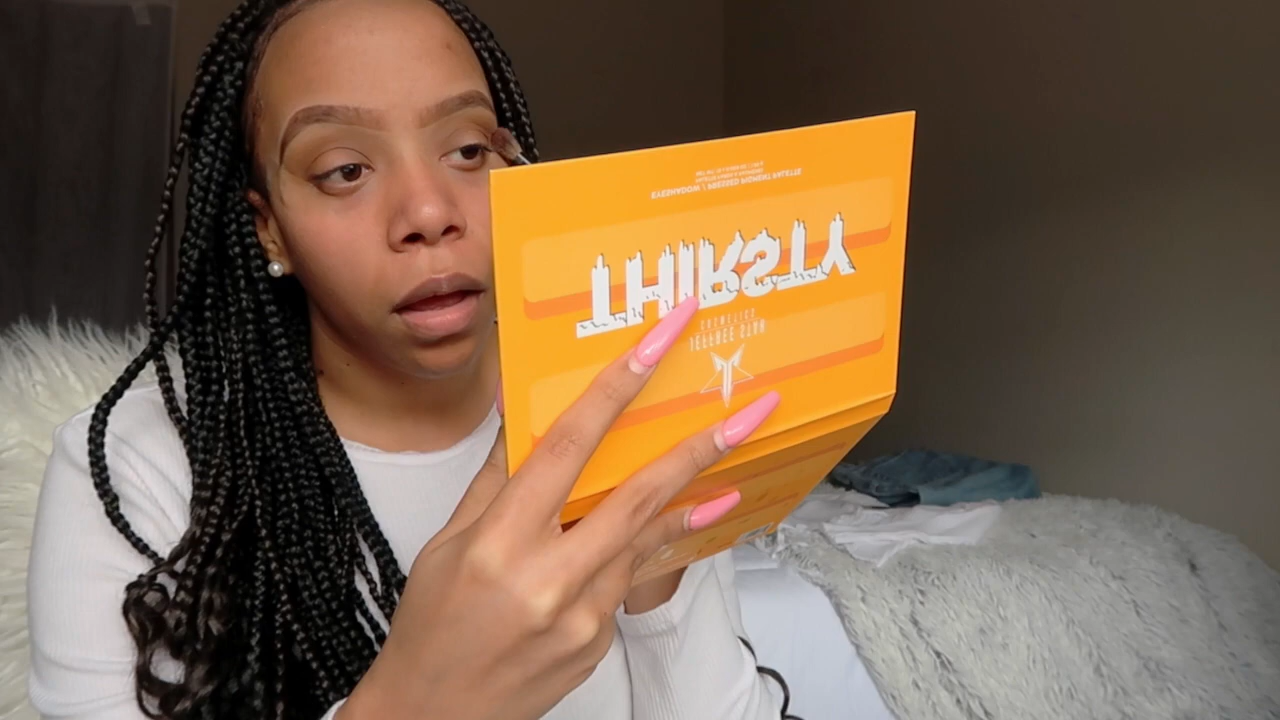 JEFFREE STAR
COSMETICS
THIRSTY
EYESHADOW / PRESSED PIGMENT PALETTE